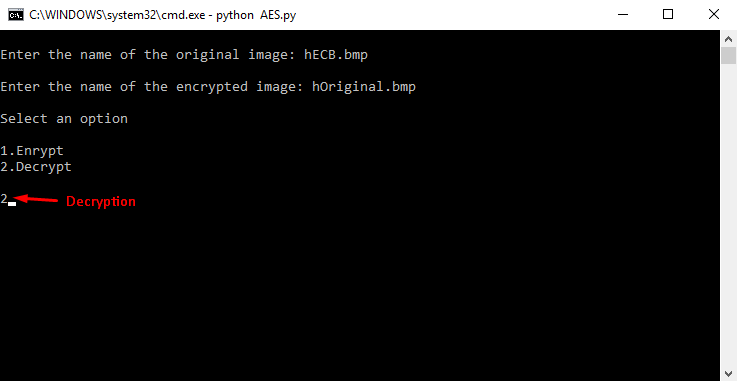 C:\WINDOWS\system32\cmd.exe - python  AES.py
Enter the name of the original image: hECB.bmp
Enter the name of the encrypted image: hOriginal.bmp
Select an option
1.Enrypt
2.Decrypt
2
Decryption